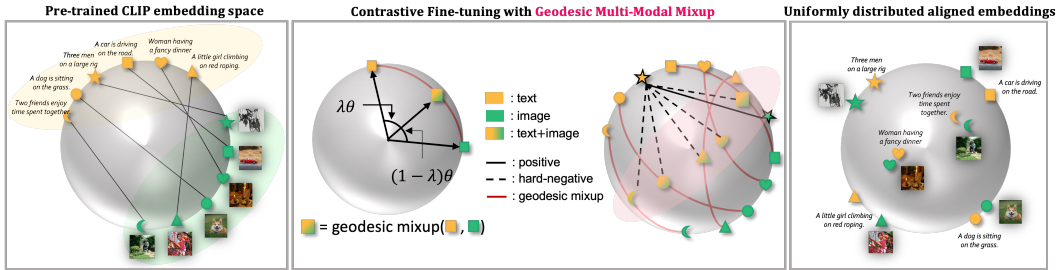 Pre-trained CLIP embedding space
A car is driving
on the road.
Woman having
a fancy dinner
Three men
on a large rig
A little girl climbing
on red roping.
A dog is sitting
on the grass.
Two friends enjoy
time spent together.
Contrastive Fine-tuning with Geodesic Multi-Modal Mixup
λθ
(1 − λ)θ
= geodesic mixup( , )
: text
: image
: text+image
: positive
: hard-negative
: geodesic mixup
Uniformly distributed aligned embeddings
Three men
on a large rig
A car is driving
on the road.
Two friends enjoy
time spent
together.
Woman having
a fancy dinner
A little girl climbing
on red roping.
A dog is sitting
on the grass.